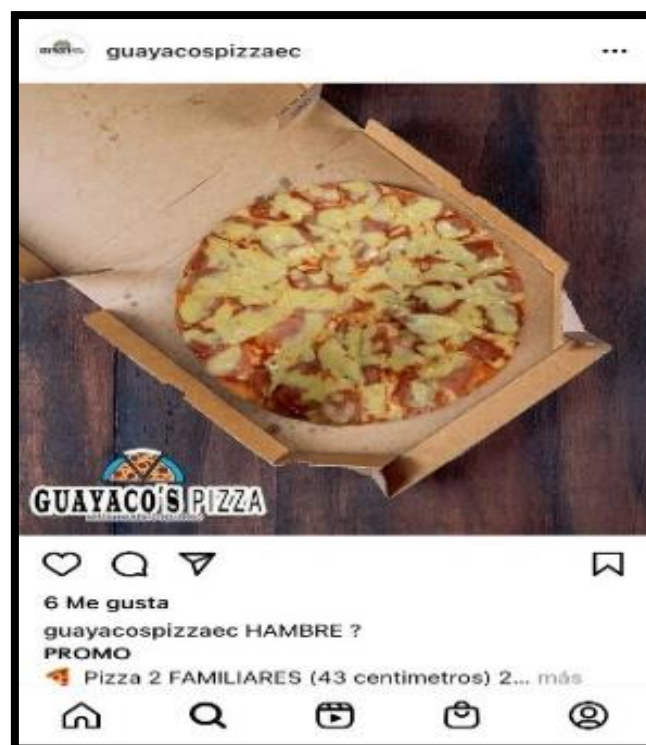 guayacospizzaec
GUAYACO'S PIZZA
6 Me gusta
guayacospizzaec HAMBRE ?
PROMO
Pizza 2 FAMILIARES (43 centimetros) 2... más